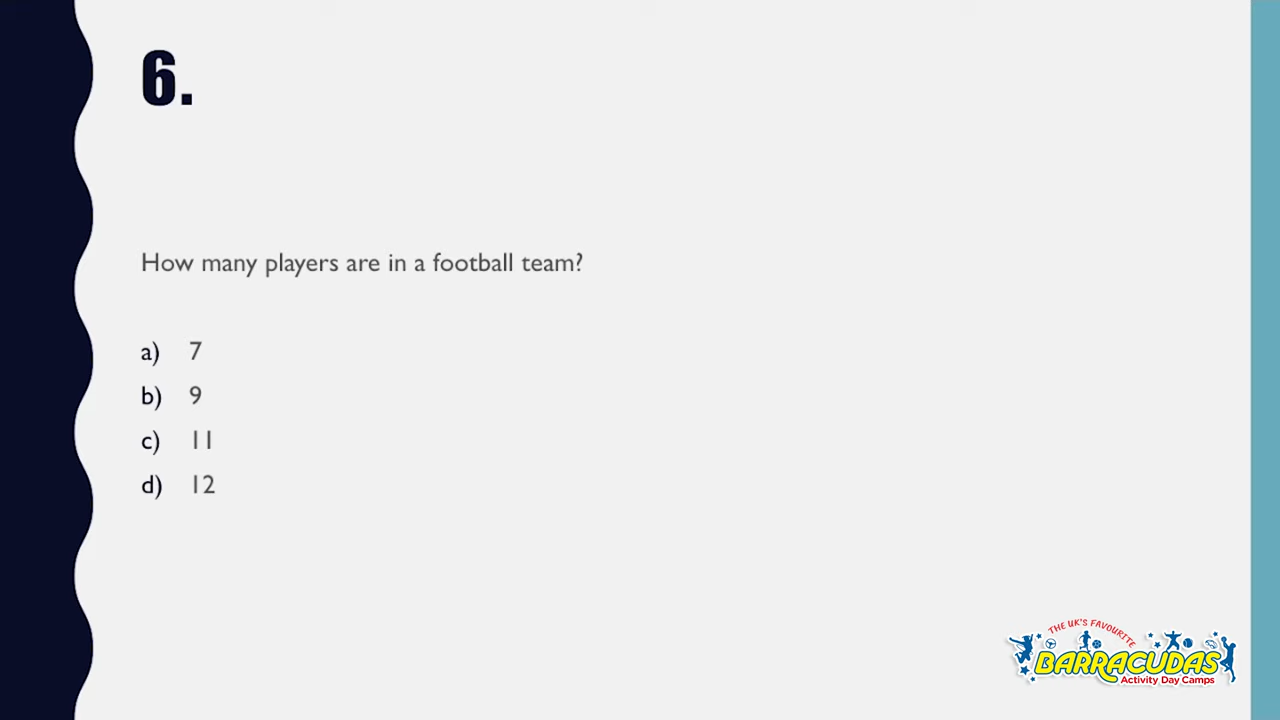 6.
How many players are in a football team?
a) 7
b) 9
c) 11
d) 12
THE UK'S FAVOURITE
BARRACUDAS
Activity Day Camps